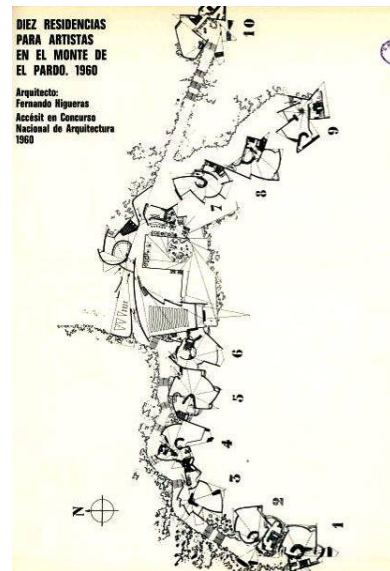 DIEZ RESIDENCIAS
PARA ARTISTAS
EN EL MONTE DE
EL PARDO. 1960
Arquitecto:
Fernando Higueras
Accésit en Concurso
Nacional de Arquitectura
1960
10
9
8
7
6
5
4
3
2
1
N